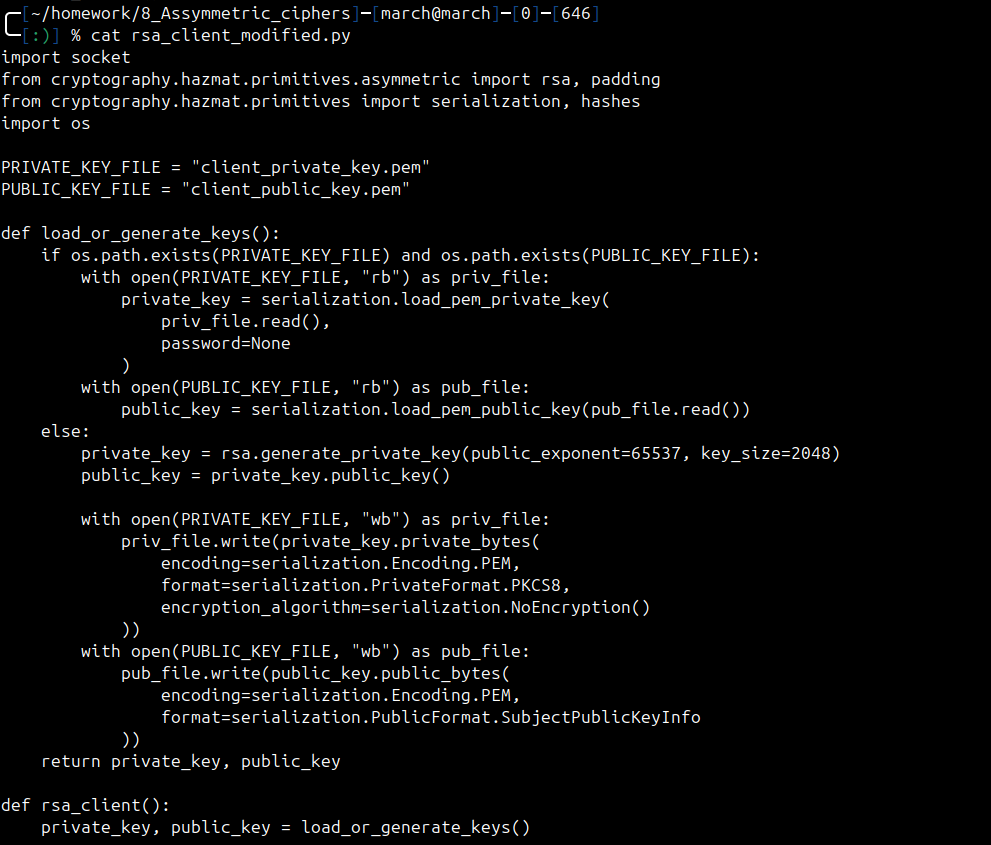 [~/homework/8_Assymmetric_ciphers]—[march@march]—[0]—[646]
[:)] % cat rsa_client_modified.py
import socket
from cryptography.hazmat.primitives.asymmetric import rsa, padding
from cryptography.hazmat.primitives import serialization, hashes
import os

PRIVATE_KEY_FILE = "client_private_key.pem"
PUBLIC_KEY_FILE = "client_public_key.pem"

def load_or_generate_keys():
    if os.path.exists(PRIVATE_KEY_FILE) and os.path.exists(PUBLIC_KEY_FILE):
        with open(PRIVATE_KEY_FILE, "rb") as priv_file:
            private_key = serialization.load_pem_private_key(
                priv_file.read(),
                password=None
            )
        with open(PUBLIC_KEY_FILE, "rb") as pub_file:
            public_key = serialization.load_pem_public_key(pub_file.read())
    else:
        private_key = rsa.generate_private_key(public_exponent=65537, key_size=2048)
        public_key = private_key.public_key()

        with open(PRIVATE_KEY_FILE, "wb") as priv_file:
            priv_file.write(private_key.private_bytes(
                encoding=serialization.Encoding.PEM,
                format=serialization.PrivateFormat.PKCS8,
                encryption_algorithm=serialization.NoEncryption()
            ))
        with open(PUBLIC_KEY_FILE, "wb") as pub_file:
            pub_file.write(public_key.public_bytes(
                encoding=serialization.Encoding.PEM,
                format=serialization.PublicFormat.SubjectPublicKeyInfo
            ))
    return private_key, public_key

def rsa_client():
    private_key, public_key = load_or_generate_keys()